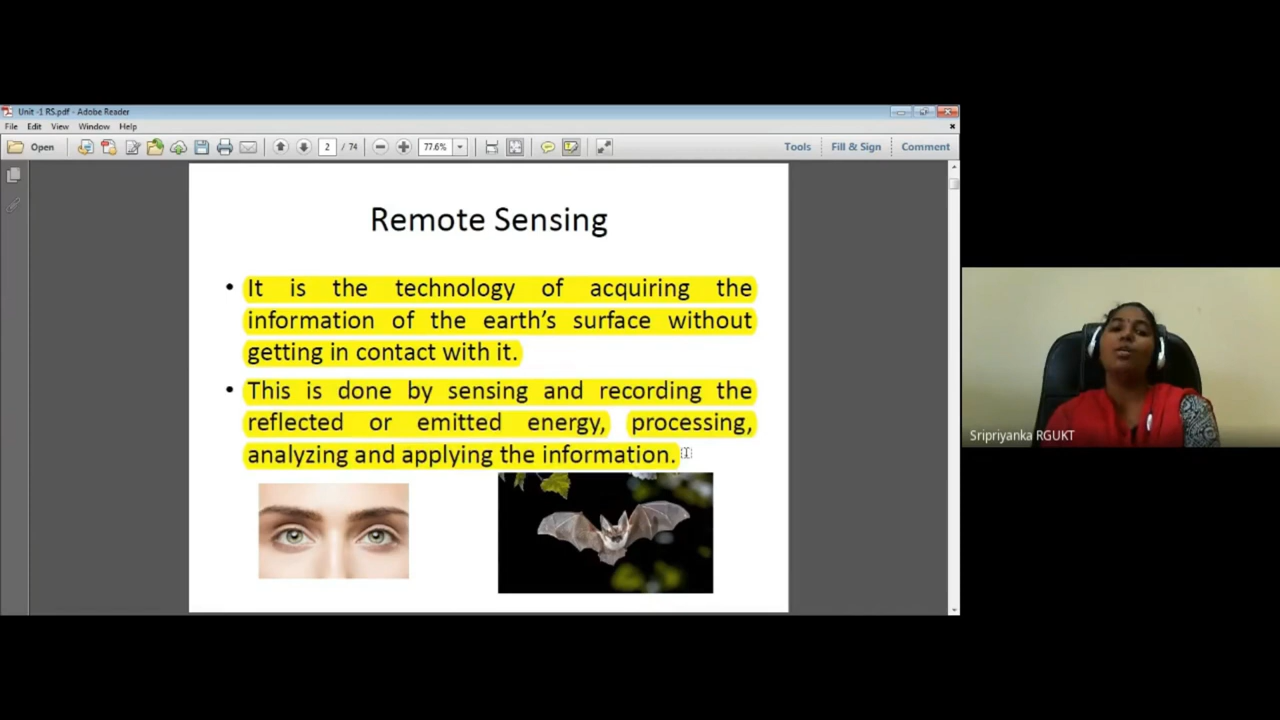 Unit -1 RS.pdf - Adobe Reader
File Edit View Window Help
Open 2 / 74 77.6% Tools Fill & Sign Comment
Remote Sensing
• It is the technology of acquiring the
information of the earth's surface without
getting in contact with it.
• This is done by sensing and recording the
reflected or emitted energy, processing,
analyzing and applying the information.
Sripriyanka RGUKT